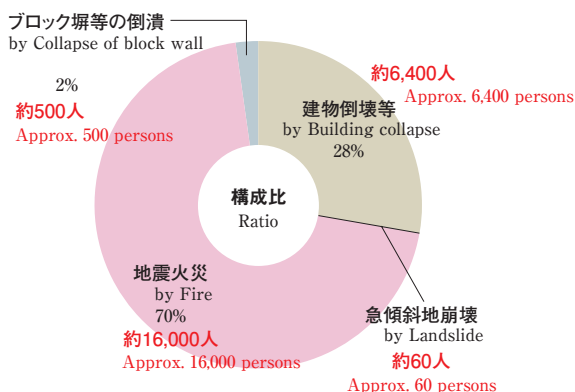 ブロック塀等の倒潰
by Collapse of block wall
2%
約500人
Approx. 500 persons
約6,400人
Approx. 6,400 persons
建物倒壊等
by Building collapse
28%
構成比
Ratio
地震火災
by Fire
70%
約16,000人
Approx. 16,000 persons
急傾斜地崩壊
by Landslide
約60人
Approx. 60 persons